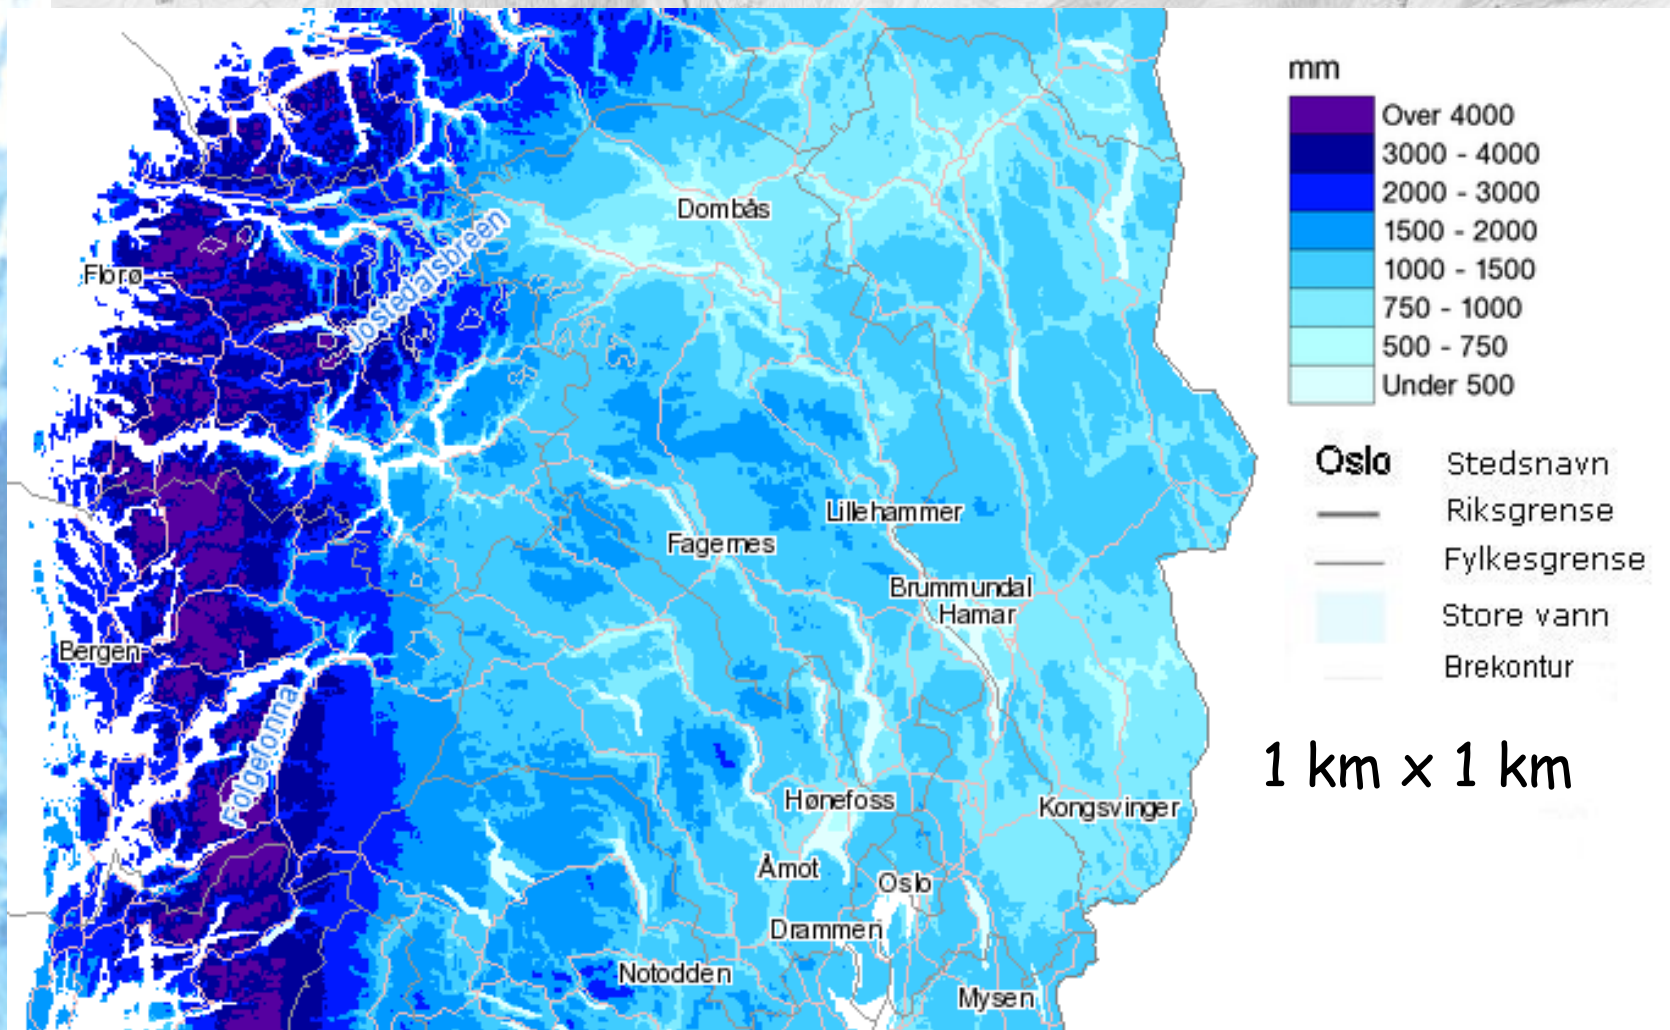 Dombås
Florø
Jostedalsbreen
Lillehammer
Fagernes
Brummundal
Hamar
Bergen
Folgefonna
Hønefoss
Kongsvinger
Åmot
Oslo
Drammen
Notodden
Mysen
mm
Over 4000
3000 - 4000
2000 - 3000
1500 - 2000
1000 - 1500
750 - 1000
500 - 750
Under 500
Oslo Stedsnavn
Riksgrense
Fylkesgrense
Store vann
Brekontur
1 km x 1 km